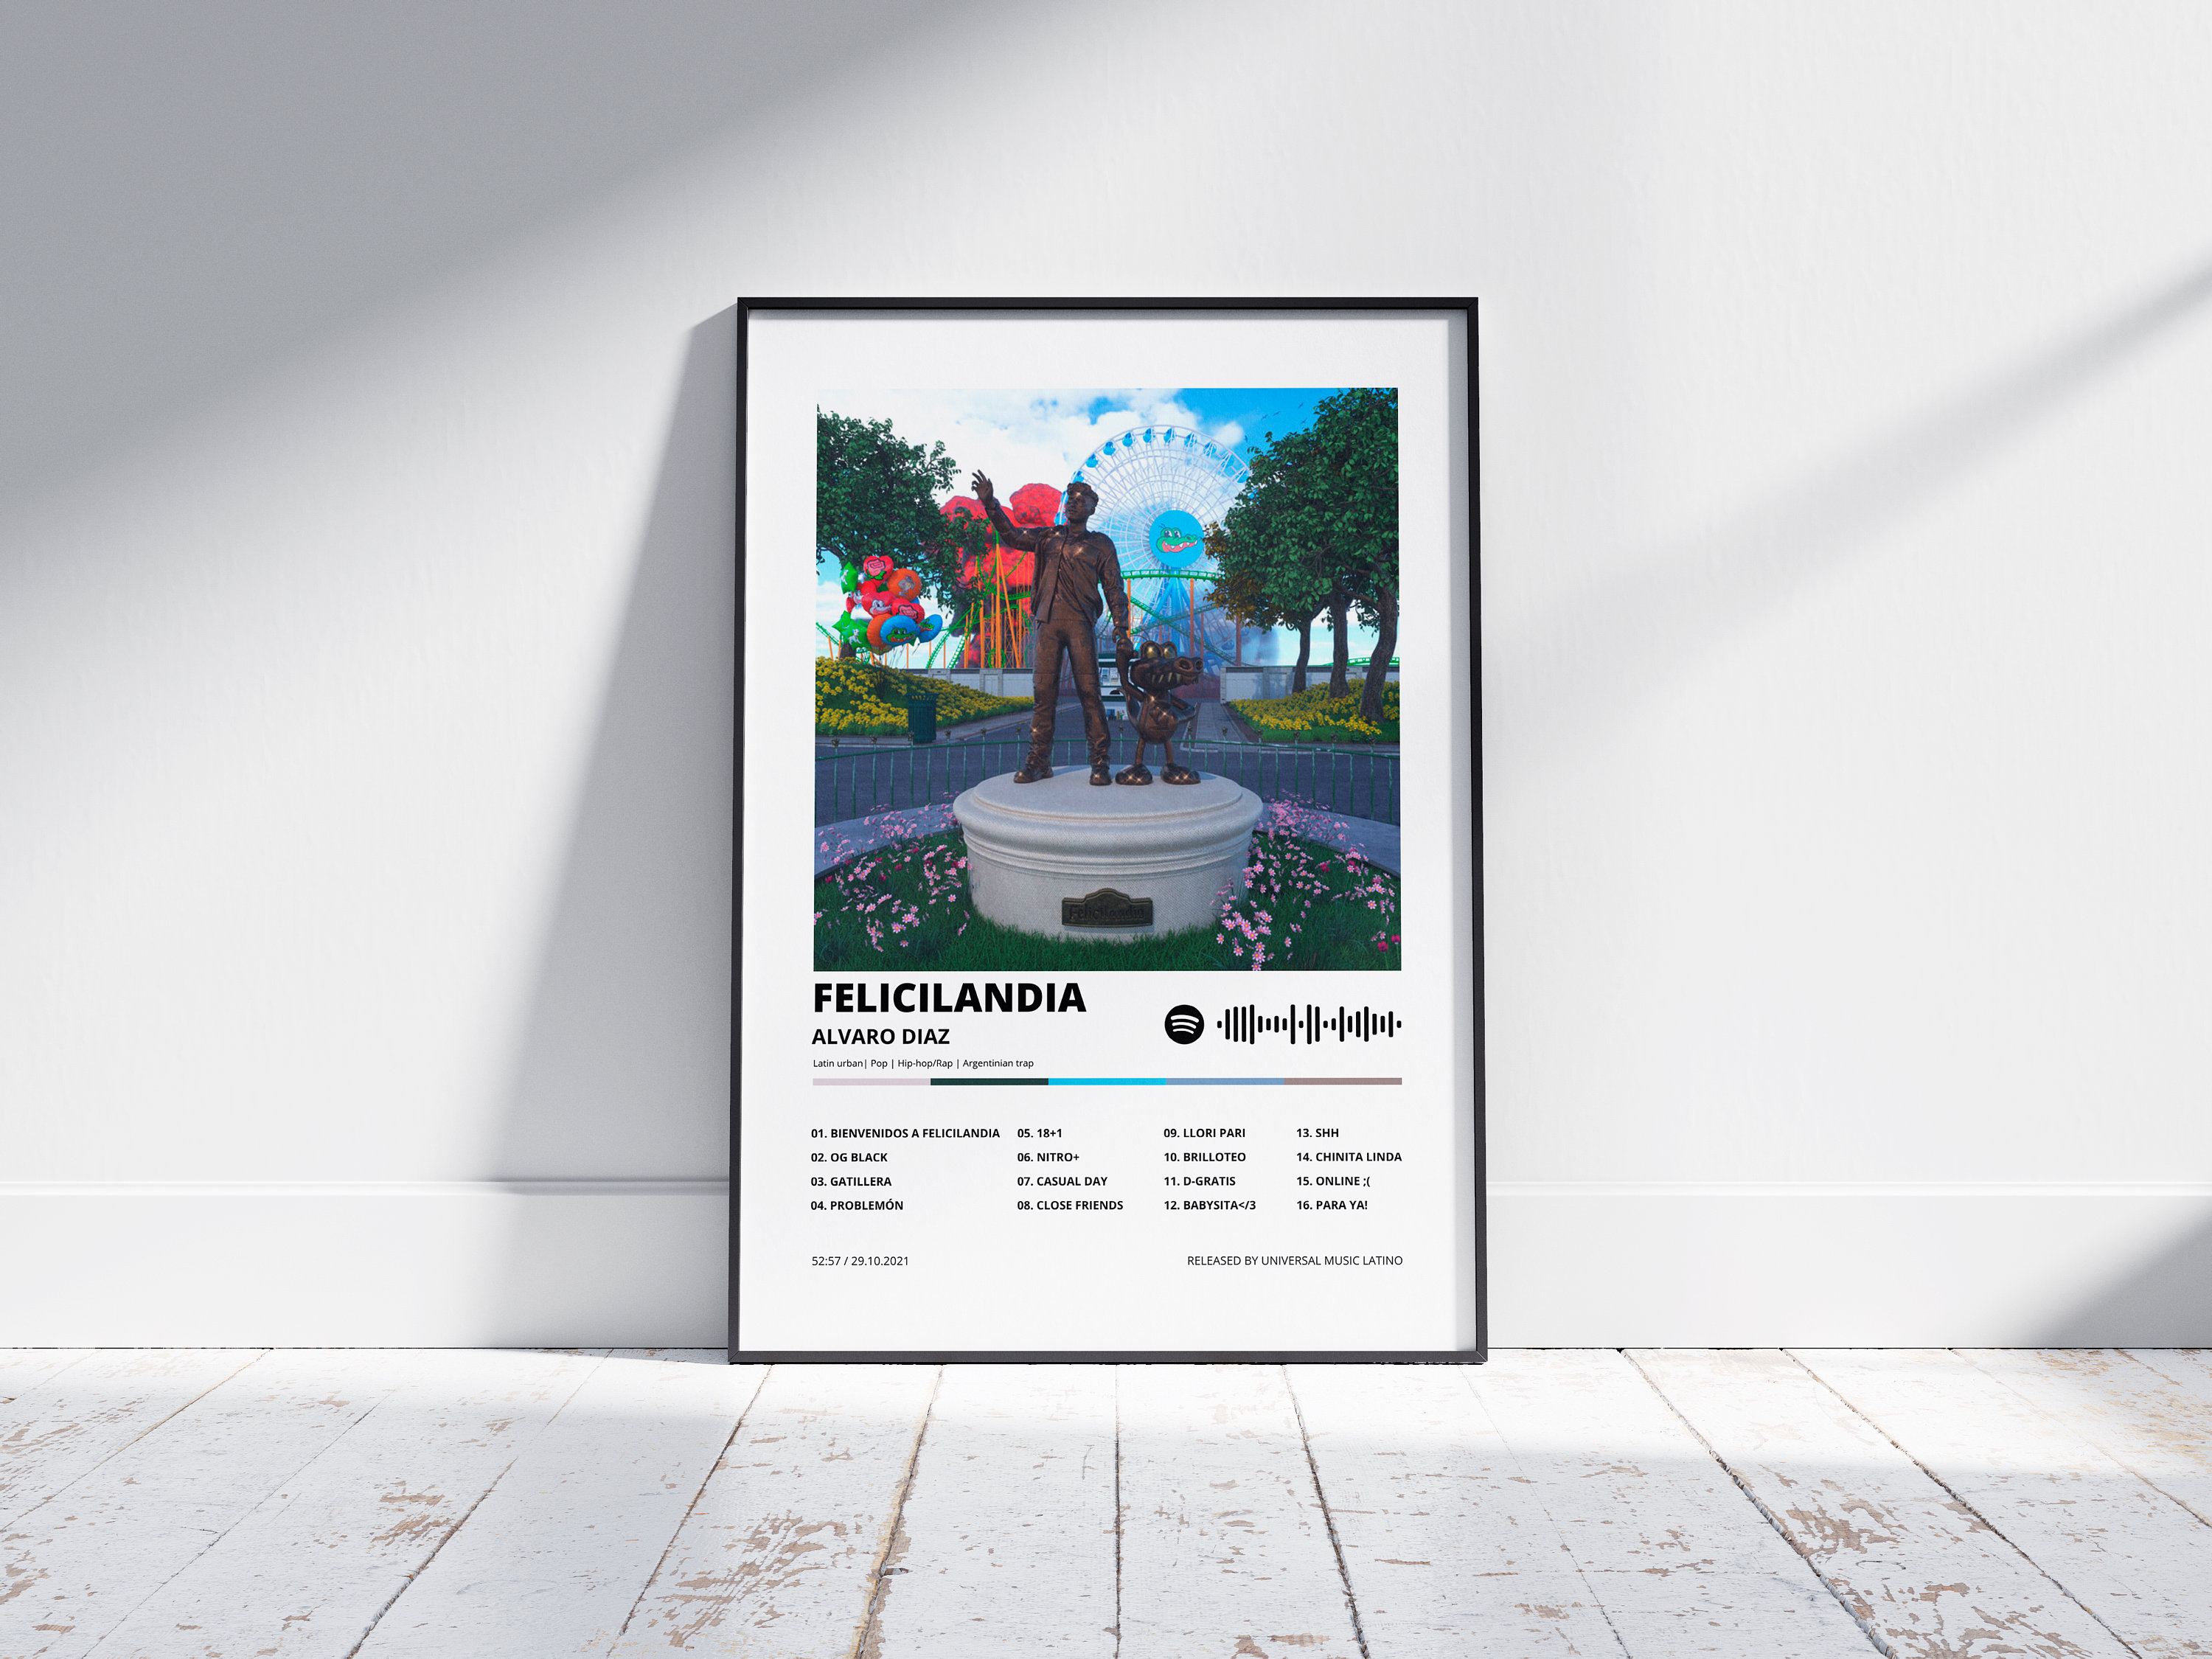 Felicilandia
FELICILANDIA
ALVARO DIAZ
Latin urban| Pop | Hip-hop/Rap | Argentinian trap
01. BIENVENIDOS A FELICILANDIA
02. OG BLACK
03. GATILLERA
04. PROBLEMÓN
05. 18+1
06. NITRO+
07. CASUAL DAY
08. CLOSE FRIENDS
09. LLORI PARI
10. BRILLOTEO
11. D-GRATIS
12. BABYSITA</3
13. SHH
14. CHINITA LINDA
15. ONLINE ;(
16. PARA YA!
52:57 / 29.10.2021
RELEASED BY UNIVERSAL MUSIC LATINO